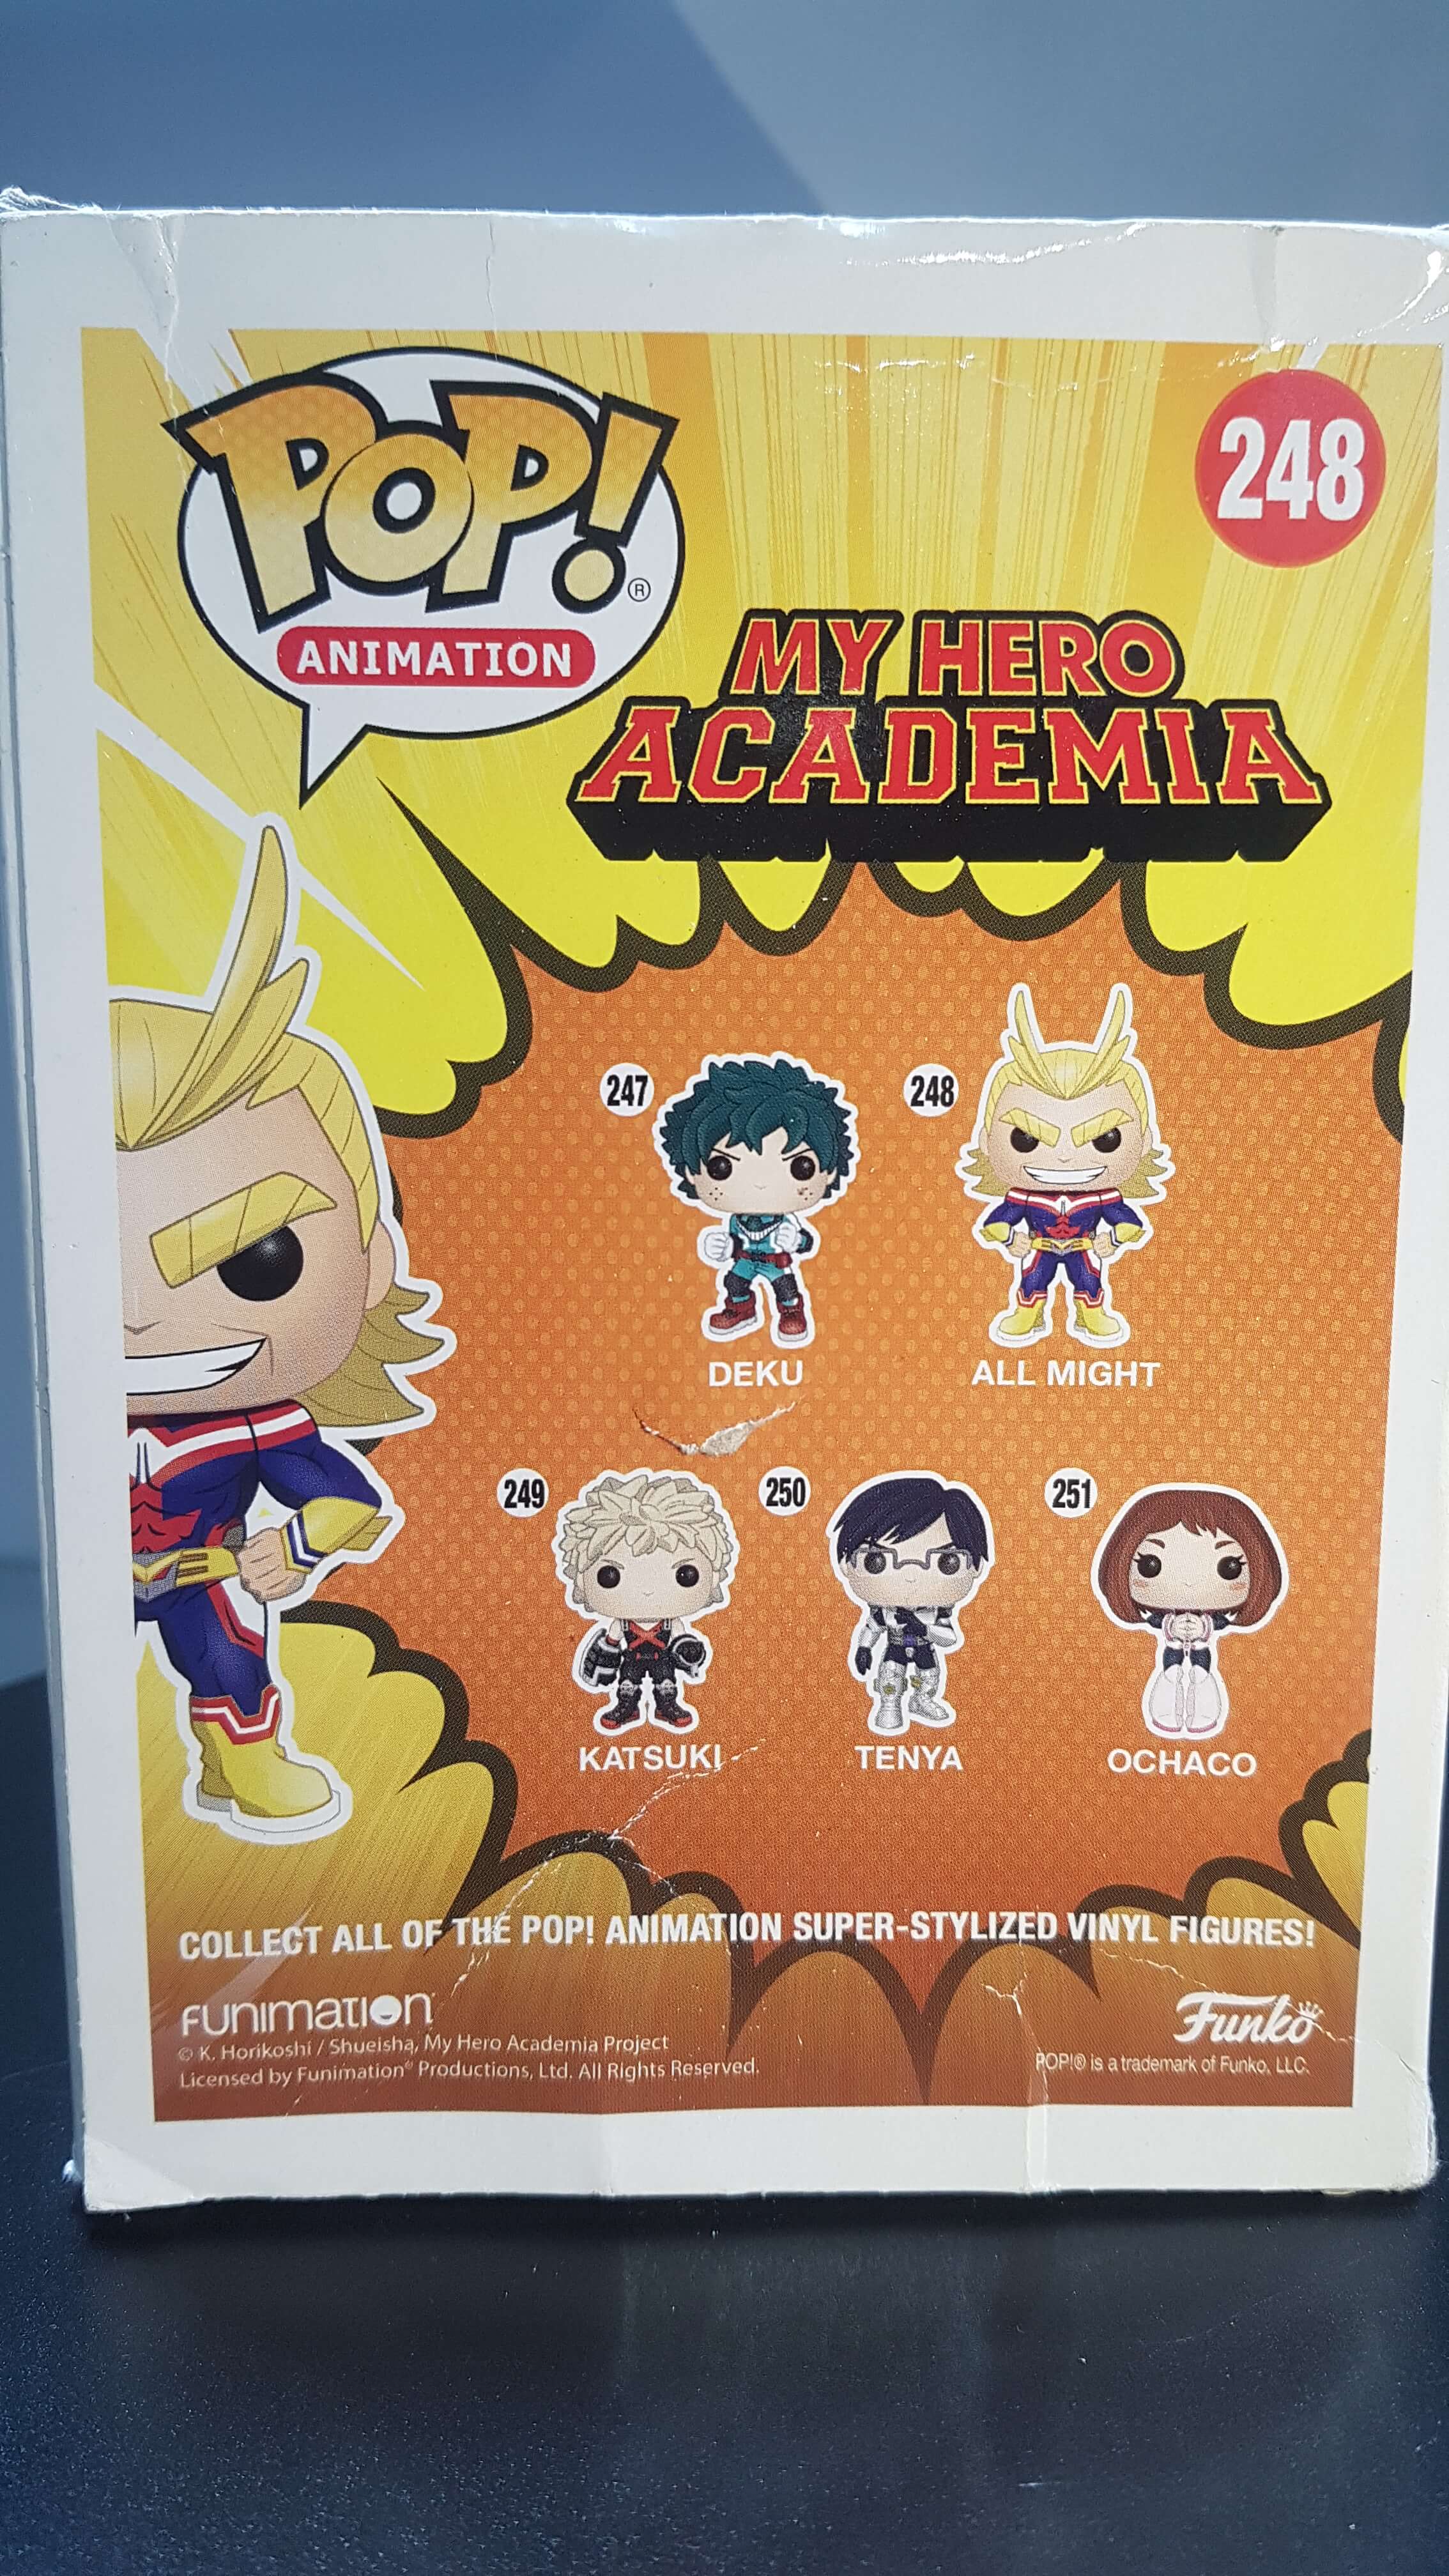 POP! ®
ANIMATION
248
MY HERO
ACADEMIA
247
248
DEKU
ALL MIGHT
249
250
251
KATSUKI
TENYA
OCHACO
COLLECT ALL OF THE POP! ANIMATION SUPER-STYLIZED VINYL FIGURES!
FUNIMATION
© K. Horikoshi / Shueisha, My Hero Academia Project
Licensed by Funimation® Productions, Ltd. All Rights Reserved.
Funko
POP!® is a trademark of Funko, LLC.